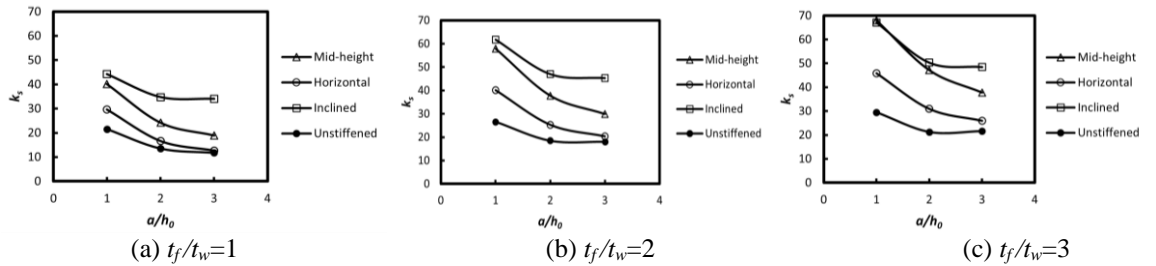 70
60
50
40
30
20
10
0
k_s
0 1 2 3 4
a/h_0
Mid-height
Horizontal
Inclined
Unstiffened
(a) t_f/t_w=1
70
60
50
40
30
20
10
0
k_s
0 1 2 3 4
a/h_0
Mid-height
Horizontal
Inclined
Unstiffened
(b) t_f/t_w=2
70
60
50
40
30
20
10
0
k_s
0 1 2 3 4
a/h_0
Mid-height
Horizontal
Inclined
Unstiffened
(c) t_f/t_w=3